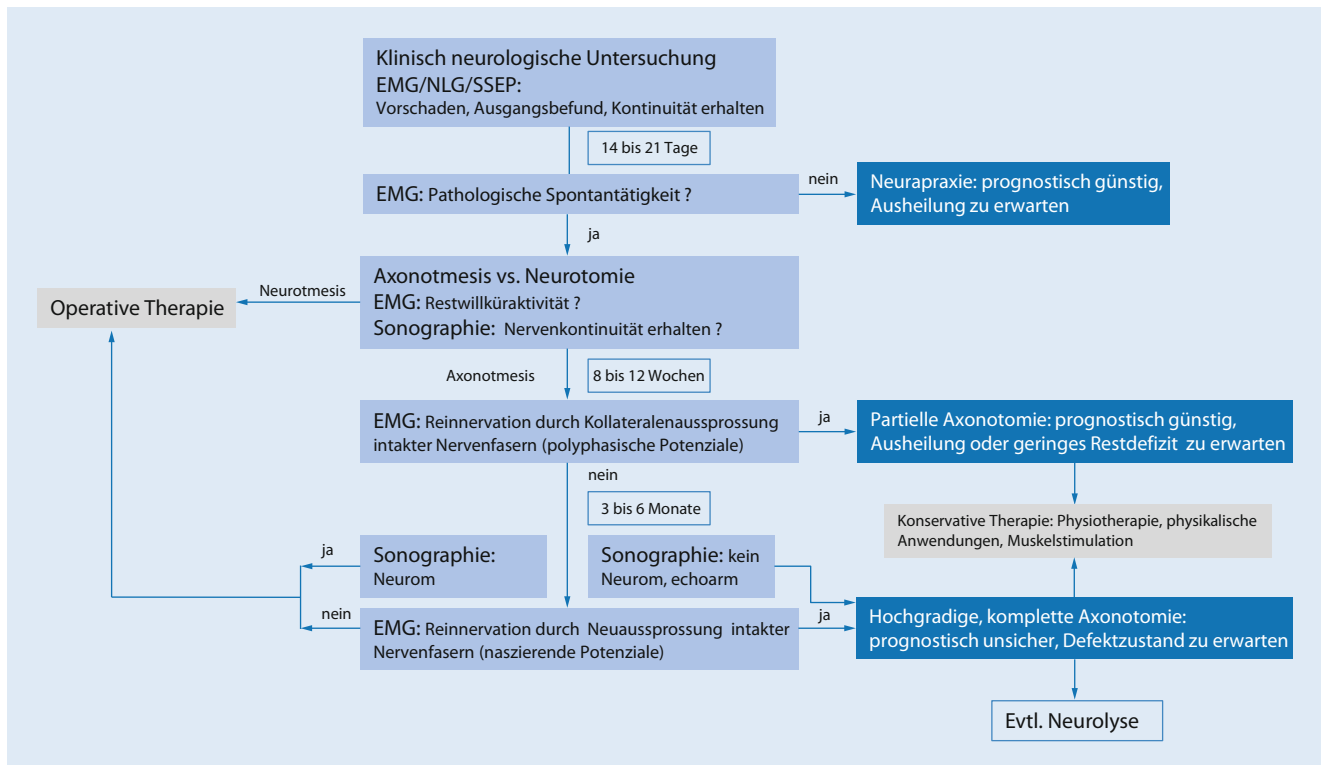 Klinisch neurologische Untersuchung
EMG/NLG/SSEP:
Vorschaden, Ausgangsbefund, Kontinuität erhalten
14 bis 21 Tage
EMG: Pathologische Spontantätigkeit ?
nein
Neurapraxie: prognostisch günstig,
Ausheilung zu erwarten
ja
Axonotmesis vs. Neurotomie
EMG: Restwillküraktivität ?
Sonographie: Nervenkontinuität erhalten ?
Neurotmesis
Operative Therapie
Axonotmesis
8 bis 12 Wochen
EMG: Reinnervation durch Kollateralenaussprossung
intakter Nervenfasern (polyphasische Potenziale)
ja
Partielle Axonotomie: prognostisch günstig,
Ausheilung oder geringes Restdefizit zu erwarten
nein
3 bis 6 Monate
Konservative Therapie: Physiotherapie, physikalische
Anwendungen, Muskelstimulation
ja
Sonographie:
Neurom
Sonographie: kein
Neurom, echoarm
nein
EMG: Reinnervation durch Neuaussprossung intakter
Nervenfasern (naszierende Potenziale)
ja
Hochgradige, komplette Axonotomie:
prognostisch unsicher, Defektzustand zu erwarten
Evtl. Neurolyse